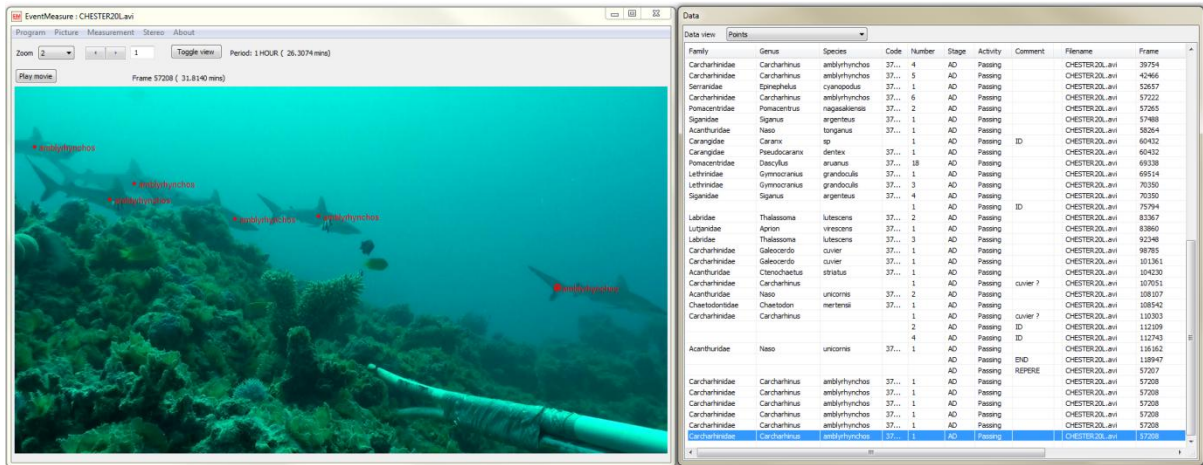 EventMeasure : CHESTER20L.avi
Program Picture Measurement Stereo About
Zoom 2 1 Toggle view Period: 1 HOUR ( 26.3074 mins)
Play movie Frame 57208 ( 31.8140 mins)
amblyrhynchos
amblyrhynchos
amblyrhynchos
amblyrhynchos amblyrhynchos
amblyrhynchos
Data
Data view Points
Family Genus Species Code Number Stage Activity Comment Filename Frame
Carcharhinidae Carcharhinus amblyrhynchos 37... 4 AD Passing CHESTER20L.avi 39754
Carcharhinidae Carcharhinus amblyrhynchos 37... 5 AD Passing CHESTER20L.avi 42466
Serranidae Epinephelus cyanopodus 37... 1 AD Passing CHESTER20L.avi 52657
Carcharhinidae Carcharhinus amblyrhynchos 37... 6 AD Passing CHESTER20L.avi 57222
Pomacentridae Pomacentrus nagasakiensis 37... 2 AD Passing CHESTER20L.avi 57265
Siganidae Siganus argenteus 37... 1 AD Passing CHESTER20L.avi 57488
Acanthuridae Naso tonganus 37... 1 AD Passing CHESTER20L.avi 58264
Carangidae Caranx sp 1 AD Passing ID CHESTER20L.avi 60432
Carangidae Pseudocaranx dentex 37... 1 AD Passing CHESTER20L.avi 60432
Pomacentridae Dascyllus aruanus 37... 18 AD Passing CHESTER20L.avi 69338
Lethrinidae Gymnocranius grandoculis 37... 1 AD Passing CHESTER20L.avi 69514
Lethrinidae Gymnocranius grandoculis 37... 3 AD Passing CHESTER20L.avi 70350
Siganidae Siganus argenteus 37... 4 AD Passing CHESTER20L.avi 70350
1 AD Passing ID CHESTER20L.avi 75794
Labridae Thalassoma lutescens 37... 2 AD Passing CHESTER20L.avi 83367
Lutjanidae Aprion virescens 37... 1 AD Passing CHESTER20L.avi 83860
Labridae Thalassoma lutescens 37... 3 AD Passing CHESTER20L.avi 92348
Carcharhinidae Galeocerdo cuvier 37... 1 AD Passing CHESTER20L.avi 98785
Carcharhinidae Galeocerdo cuvier 37... 1 AD Passing CHESTER20L.avi 101361
Acanthuridae Ctenochaetus striatus 37... 1 AD Passing CHESTER20L.avi 104230
Carcharhinidae Carcharhinus 1 AD Passing cuvier ? CHESTER20L.avi 107051
Acanthuridae Naso unicornis 37... 2 AD Passing CHESTER20L.avi 108107
Chaetodontidae Chaetodon mertensii 37... 1 AD Passing CHESTER20L.avi 108542
Carcharhinidae Carcharhinus 1 AD Passing cuvier ? CHESTER20L.avi 110303
2 AD Passing ID CHESTER20L.avi 112109
4 AD Passing ID CHESTER20L.avi 112743
Acanthuridae Naso unicornis 37... 1 AD Passing CHESTER20L.avi 116162
AD Passing END CHESTER20L.avi 118947
AD Passing REPERE CHESTER20L.avi 57207
Carcharhinidae Carcharhinus amblyrhynchos 37... 1 AD Passing CHESTER20L.avi 57208
Carcharhinidae Carcharhinus amblyrhynchos 37... 1 AD Passing CHESTER20L.avi 57208
Carcharhinidae Carcharhinus amblyrhynchos 37... 1 AD Passing CHESTER20L.avi 57208
Carcharhinidae Carcharhinus amblyrhynchos 37... 1 AD Passing CHESTER20L.avi 57208
Carcharhinidae Carcharhinus amblyrhynchos 37... 1 AD Passing CHESTER20L.avi 57208
Carcharhinidae Carcharhinus amblyrhynchos 37... 1 AD Passing CHESTER20L.avi 57208